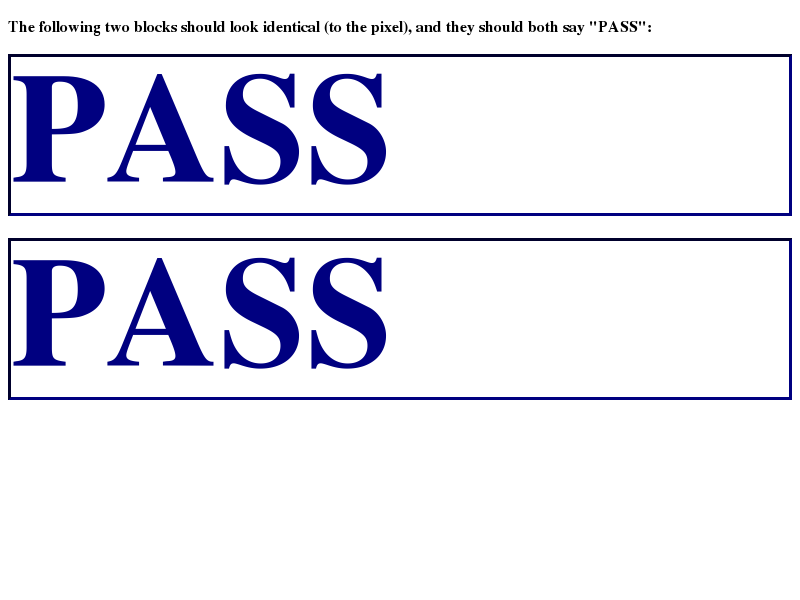 The following two blocks should look identical (to the pixel), and they should both say "PASS":
PASS
PASS